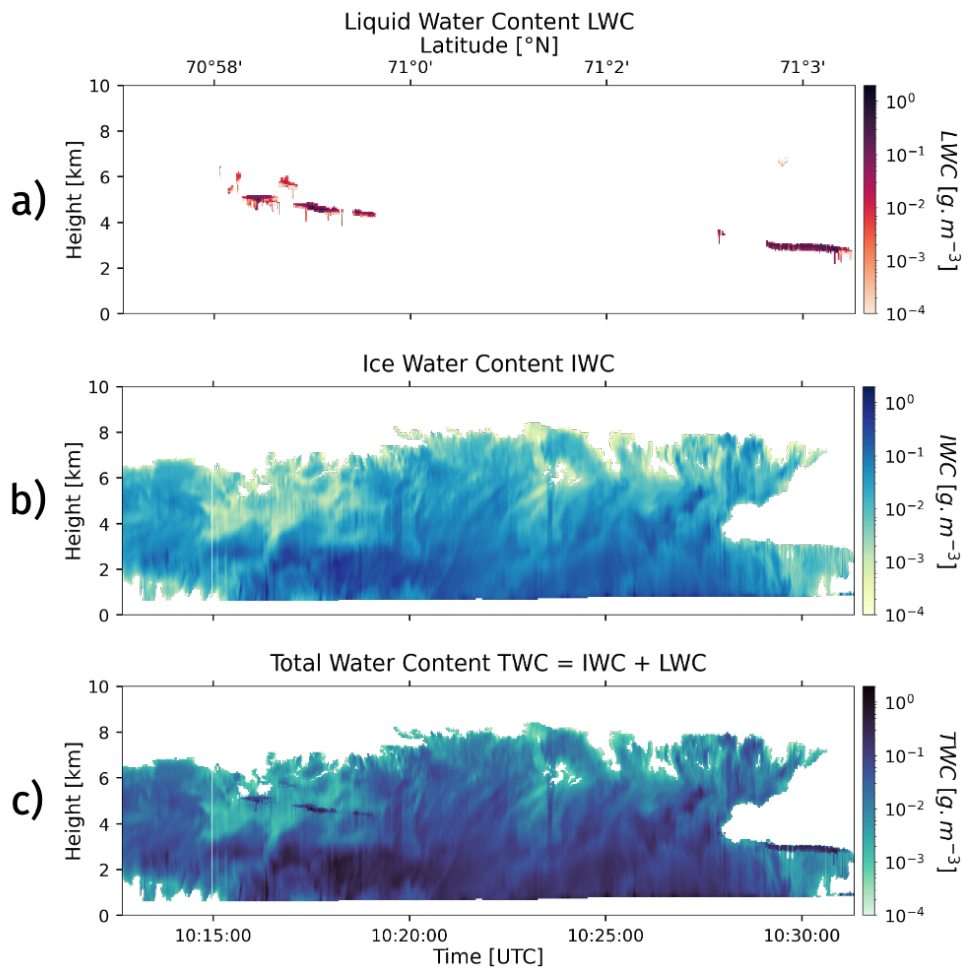 Liquid Water Content LWC
Latitude [°N]
70°58' 71°0' 71°2' 71°3'
a)
Height [km]
10
8
6
4
2
0
LWC [g. m⁻³]
10⁰
10⁻¹
10⁻²
10⁻³
10⁻⁴
Ice Water Content IWC
b)
Height [km]
10
8
6
4
2
0
IWC [g. m⁻³]
10⁰
10⁻¹
10⁻²
10⁻³
10⁻⁴
Total Water Content TWC = IWC + LWC
c)
Height [km]
10
8
6
4
2
0
TWC [g. m⁻³]
10⁰
10⁻¹
10⁻²
10⁻³
10⁻⁴
10:15:00 10:20:00 10:25:00 10:30:00
Time [UTC]